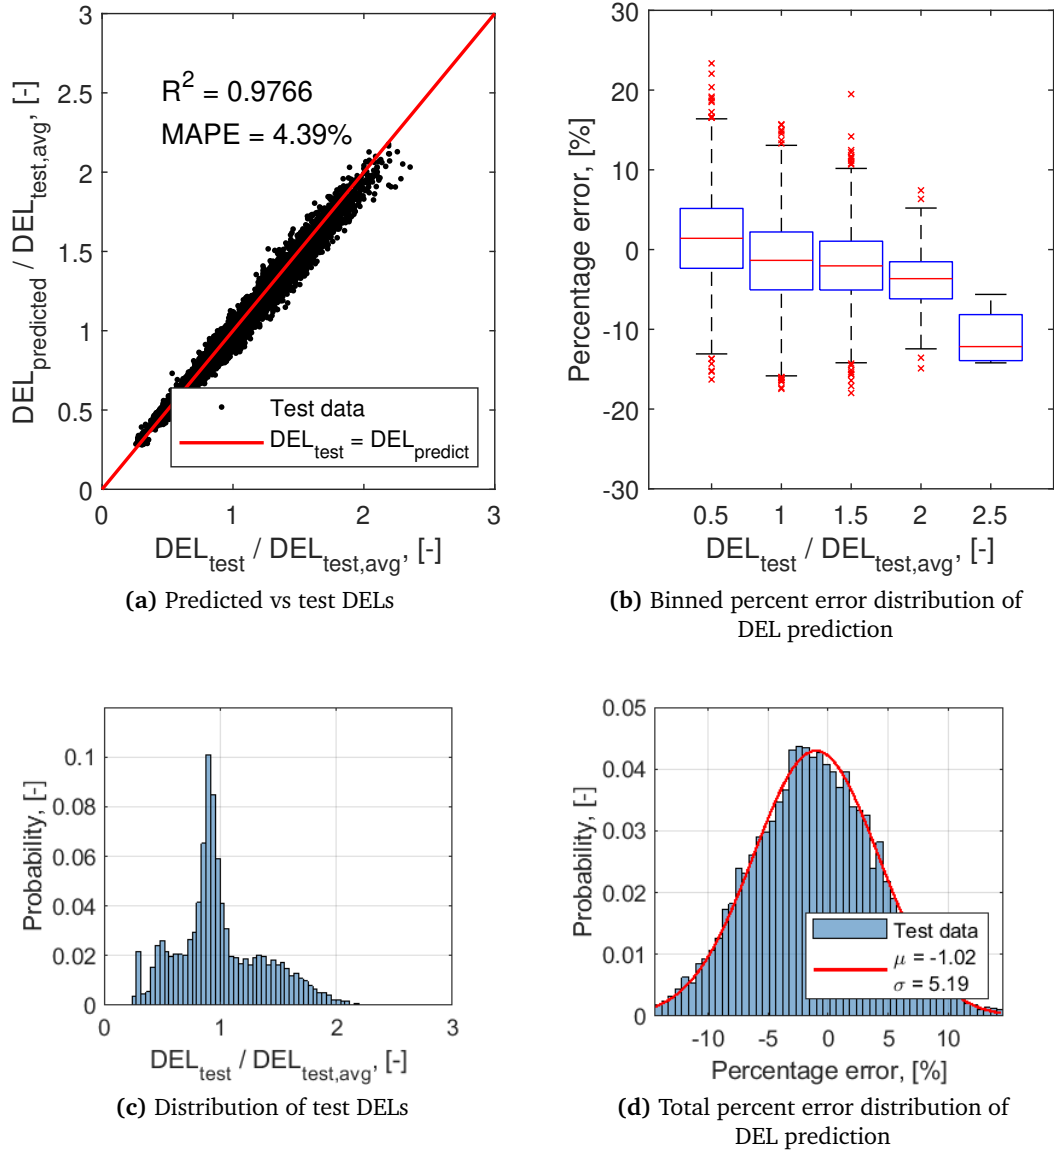 3
2.5
2
1.5
1
0.5
0
0
1
2
3
R² = 0.9766
MAPE = 4.39%
Test data
DEL_test = DEL_predict
DEL_predicted / DEL_test,avg, [-]
DEL_test / DEL_test,avg, [-]
(a) Predicted vs test DELs
30
20
10
0
-10
-20
-30
0.5
1
1.5
2
2.5
Percentage error, [%]
DEL_test / DEL_test,avg, [-]
(b) Binned percent error distribution of
DEL prediction
0.1
0.08
0.06
0.04
0.02
0
0
1
2
3
Probability, [-]
DEL_test / DEL_test,avg, [-]
(c) Distribution of test DELs
0.05
0.04
0.03
0.02
0.01
0
-10
-5
0
5
10
Probability, [-]
Test data
μ = -1.02
σ = 5.19
Percentage error, [%]
(d) Total percent error distribution of
DEL prediction